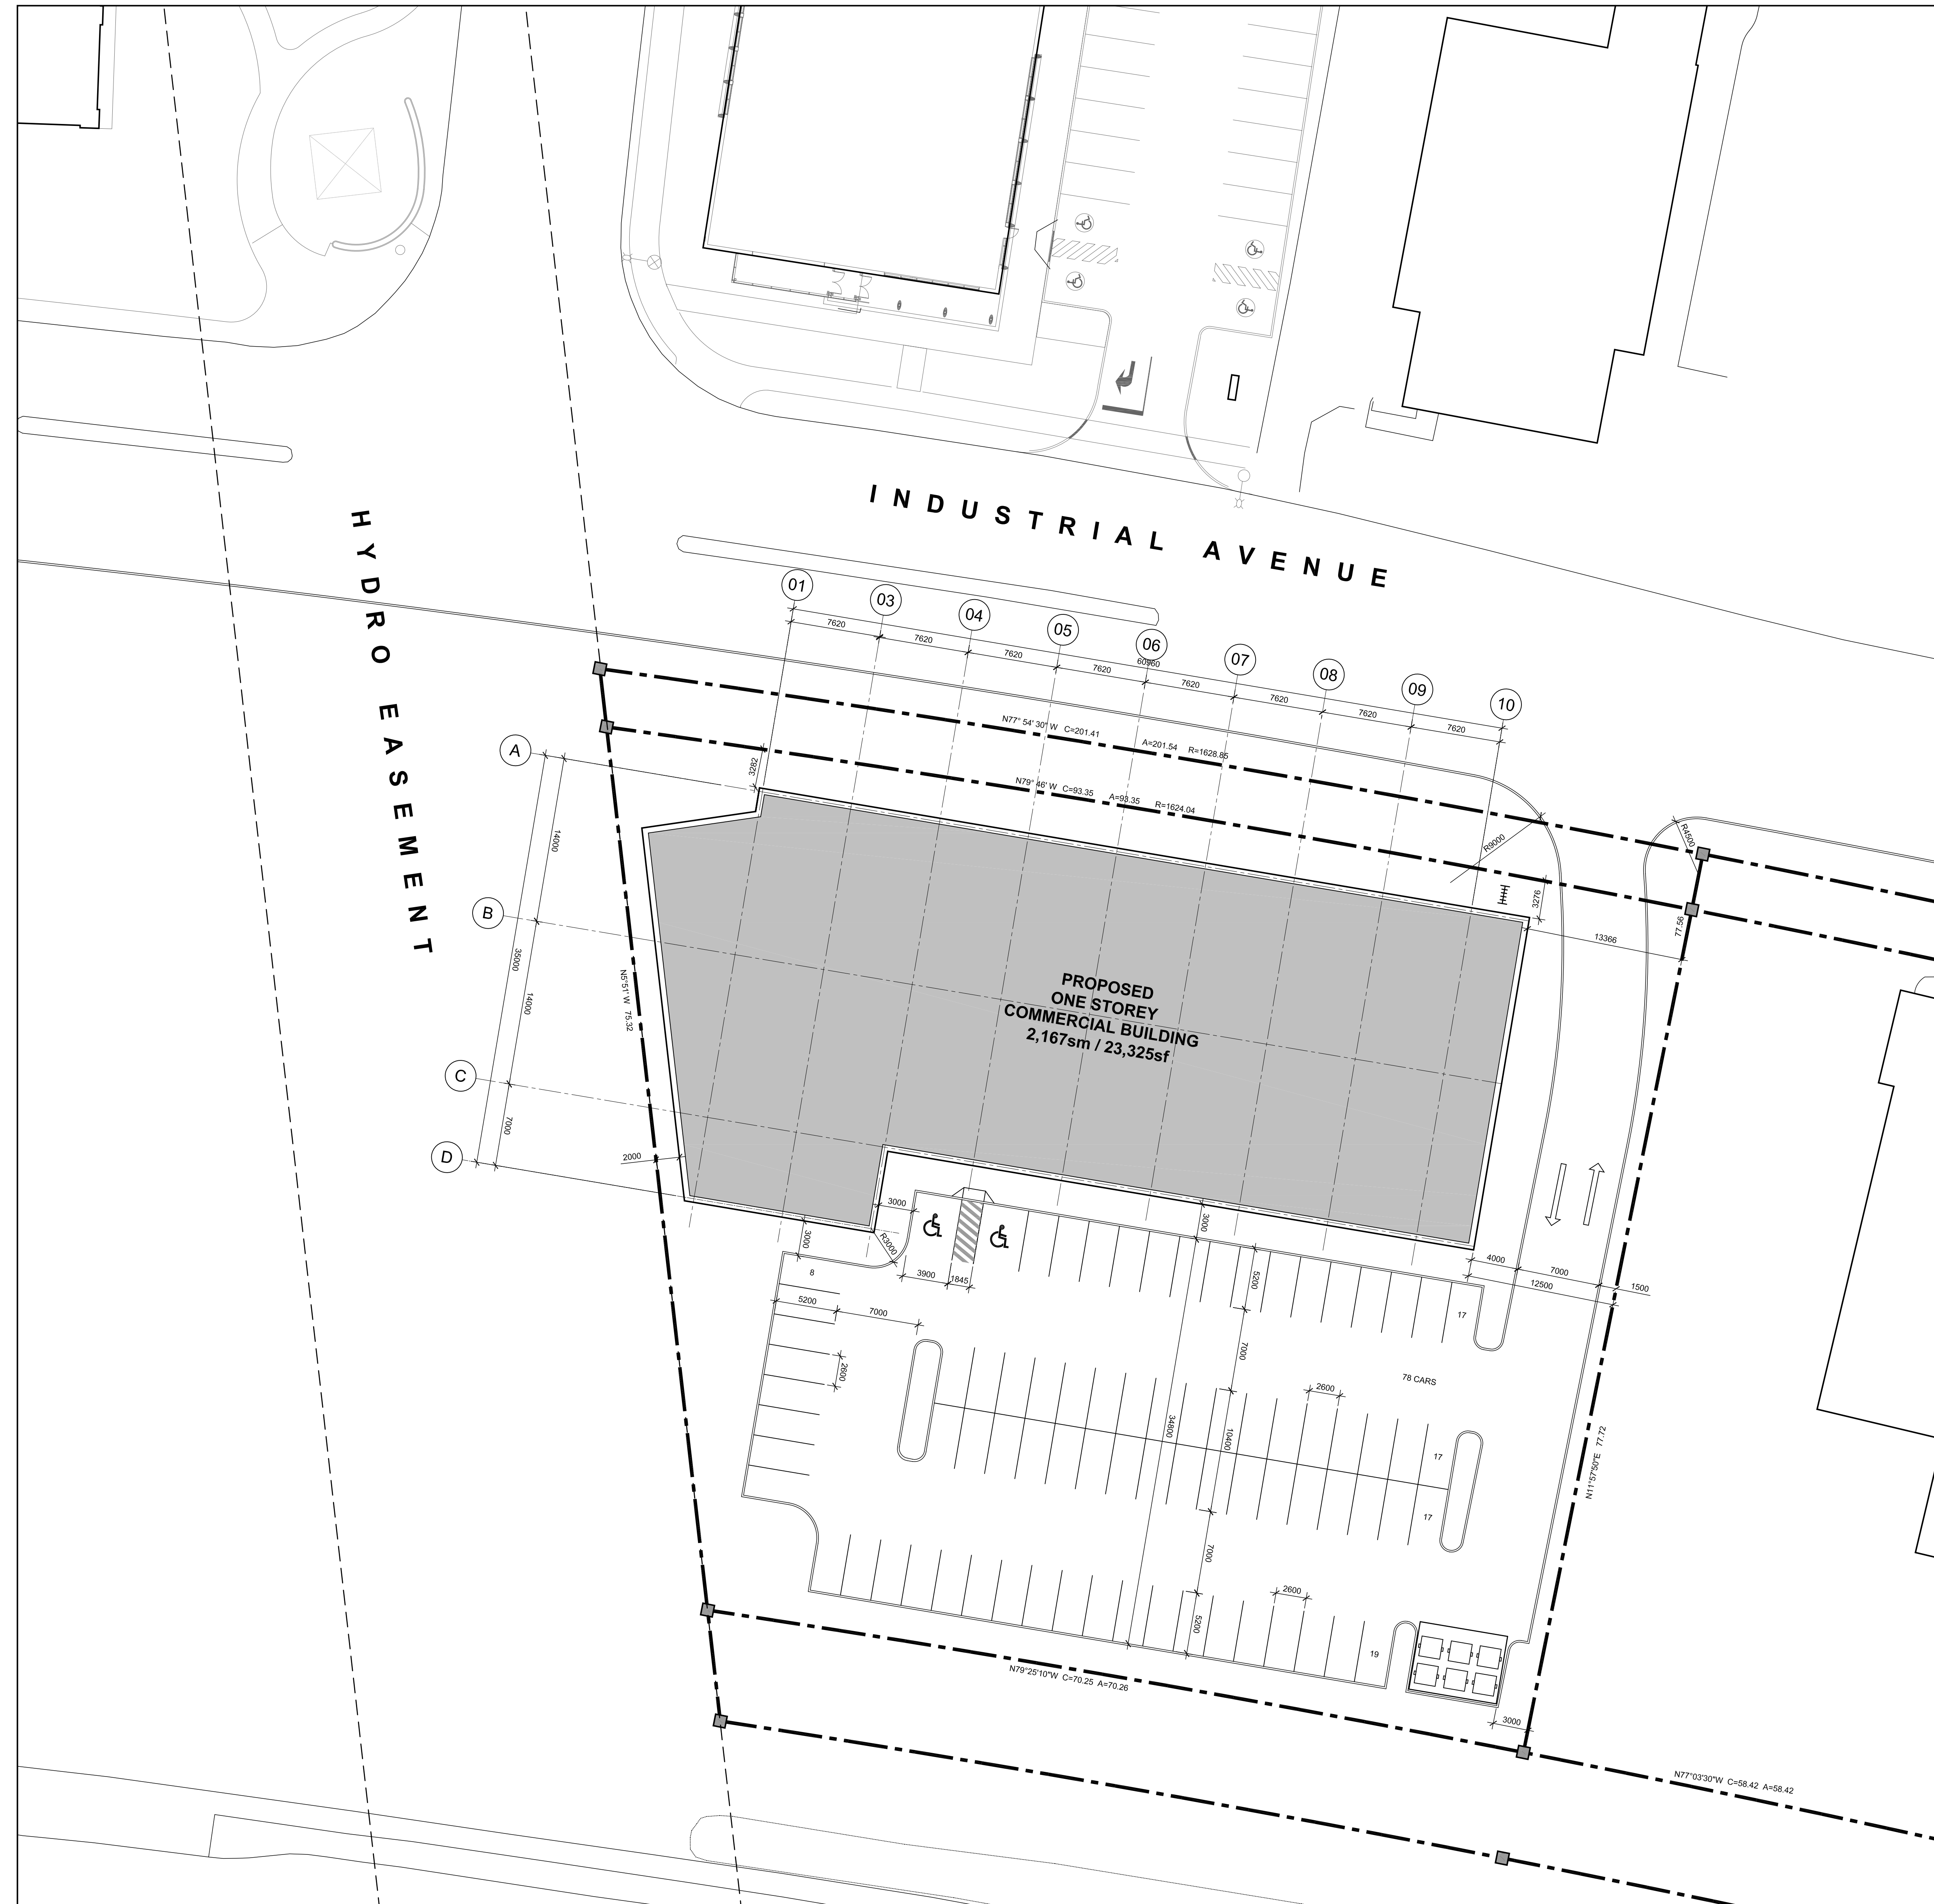 INDUSTRIAL AVENUE
HYDRO EASEMENT
01
03
04
05
06
07
08
09
10
7620
7620
7620
7620
7620
7620
7620
7620
60960
N77° 54' 30" W C=201.41 A=201.54 R=1628.85
N79° 46' W C=93.35 A=93.35 R=1624.04
A
B
C
D
14000
14000
7000
35000
3282
R9000
R4500
3276
77.56
13366
N5°51' W 75.32
PROPOSED
ONE STOREY
COMMERCIAL BUILDING
2,167sm / 23,325sf
2000
3000
3000
R3000
3900
1845
3000
8
5200
7000
2600
5200
7000
17
4000
7000
12500
1500
78 CARS
2600
34800
10400
17
17
7000
2600
5200
19
N11°57'50"E 77.72
N79°25'10"W C=70.25 A=70.26
3000
N77°03'30"W C=58.42 A=58.42